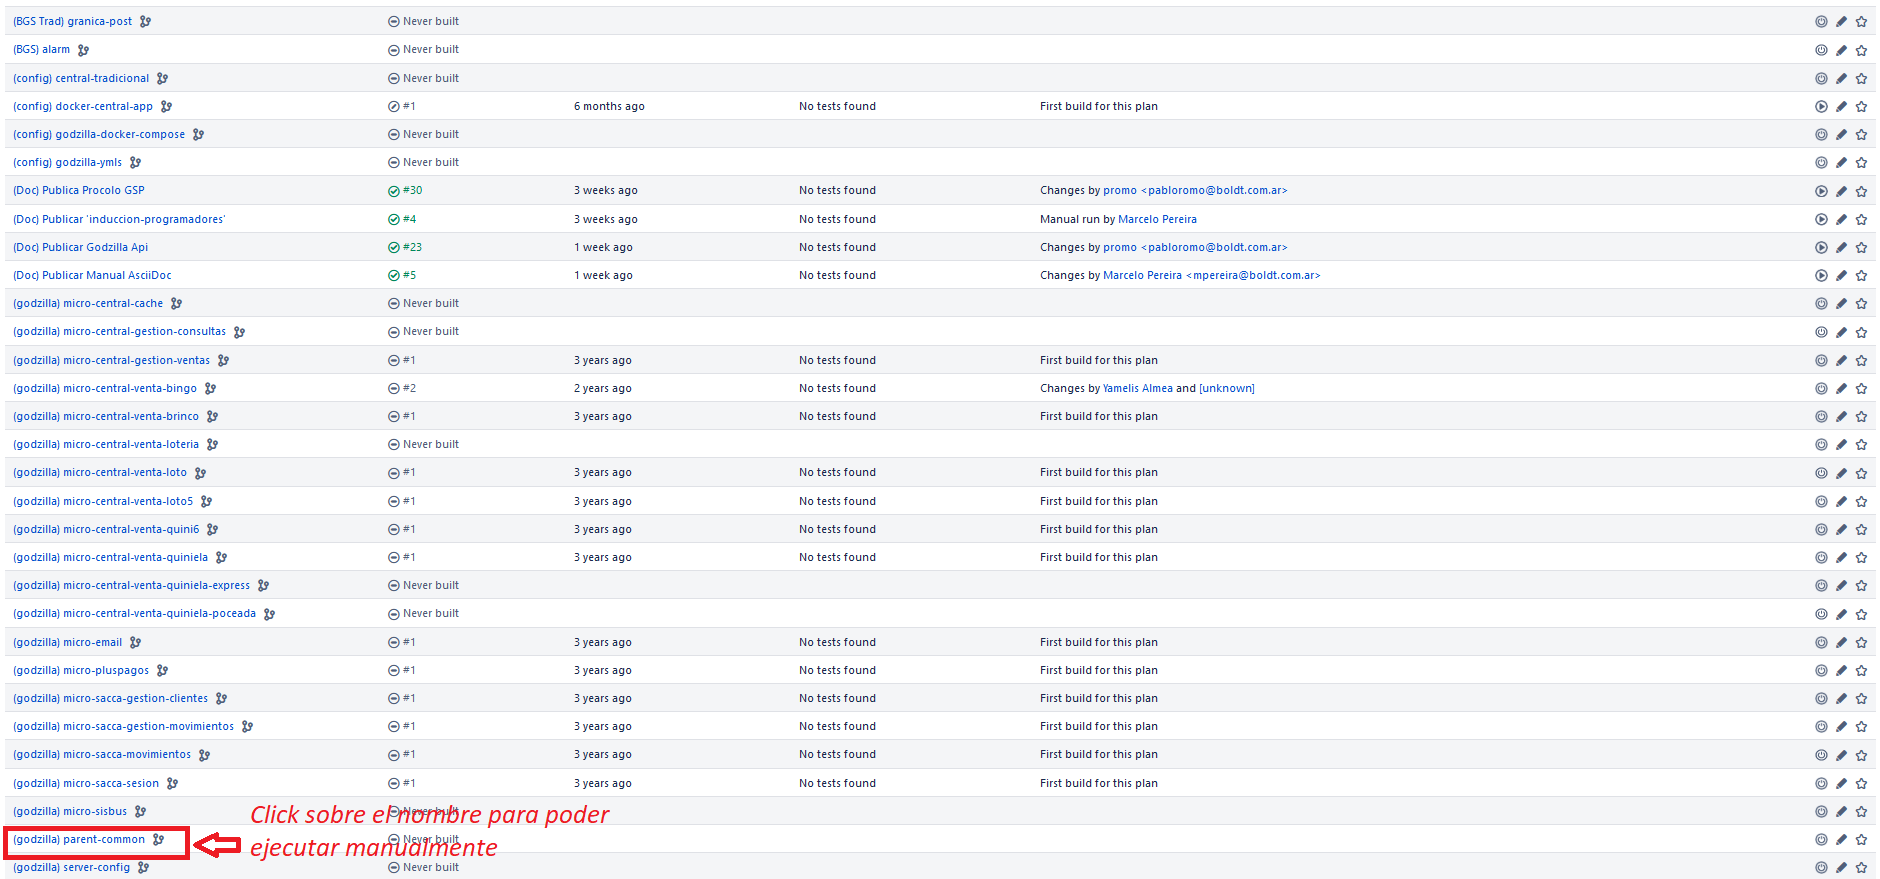 (BGS Trad) granica-post Never built
(BGS) alarm Never built
(config) central-tradicional Never built
(config) docker-central-app #1 6 months ago No tests found First build for this plan
(config) godzilla-docker-compose Never built
(config) godzilla-ymls Never built
(Doc) Publica Procolo GSP #30 3 weeks ago No tests found Changes by promo <pabloromo@boldt.com.ar>
(Doc) Publicar 'induccion-programadores' #4 3 weeks ago No tests found Manual run by Marcelo Pereira
(Doc) Publicar Godzilla Api #23 1 week ago No tests found Changes by promo <pabloromo@boldt.com.ar>
(Doc) Publicar Manual AsciiDoc #5 1 week ago No tests found Changes by Marcelo Pereira <mpereira@boldt.com.ar>
(godzilla) micro-central-cache Never built
(godzilla) micro-central-gestion-consultas Never built
(godzilla) micro-central-gestion-ventas #1 3 years ago No tests found First build for this plan
(godzilla) micro-central-venta-bingo #2 2 years ago No tests found Changes by Yamelis Almea and [unknown]
(godzilla) micro-central-venta-brinco #1 3 years ago No tests found First build for this plan
(godzilla) micro-central-venta-loteria Never built
(godzilla) micro-central-venta-loto #1 3 years ago No tests found First build for this plan
(godzilla) micro-central-venta-loto5 #1 3 years ago No tests found First build for this plan
(godzilla) micro-central-venta-quini6 #1 3 years ago No tests found First build for this plan
(godzilla) micro-central-venta-quiniela #1 3 years ago No tests found First build for this plan
(godzilla) micro-central-venta-quiniela-express Never built
(godzilla) micro-central-venta-quiniela-poceada Never built
(godzilla) micro-email #1 3 years ago No tests found First build for this plan
(godzilla) micro-pluspagos #1 3 years ago No tests found First build for this plan
(godzilla) micro-sacca-gestion-clientes #1 3 years ago No tests found First build for this plan
(godzilla) micro-sacca-gestion-movimientos #1 3 years ago No tests found First build for this plan
(godzilla) micro-sacca-movimientos #1 3 years ago No tests found First build for this plan
(godzilla) micro-sacca-sesion #1 3 years ago No tests found First build for this plan
(godzilla) micro-sisbus Never built
Click sobre el nombre para poder
(godzilla) parent-common Never built
ejecutar manualmente
(godzilla) server-config Never built